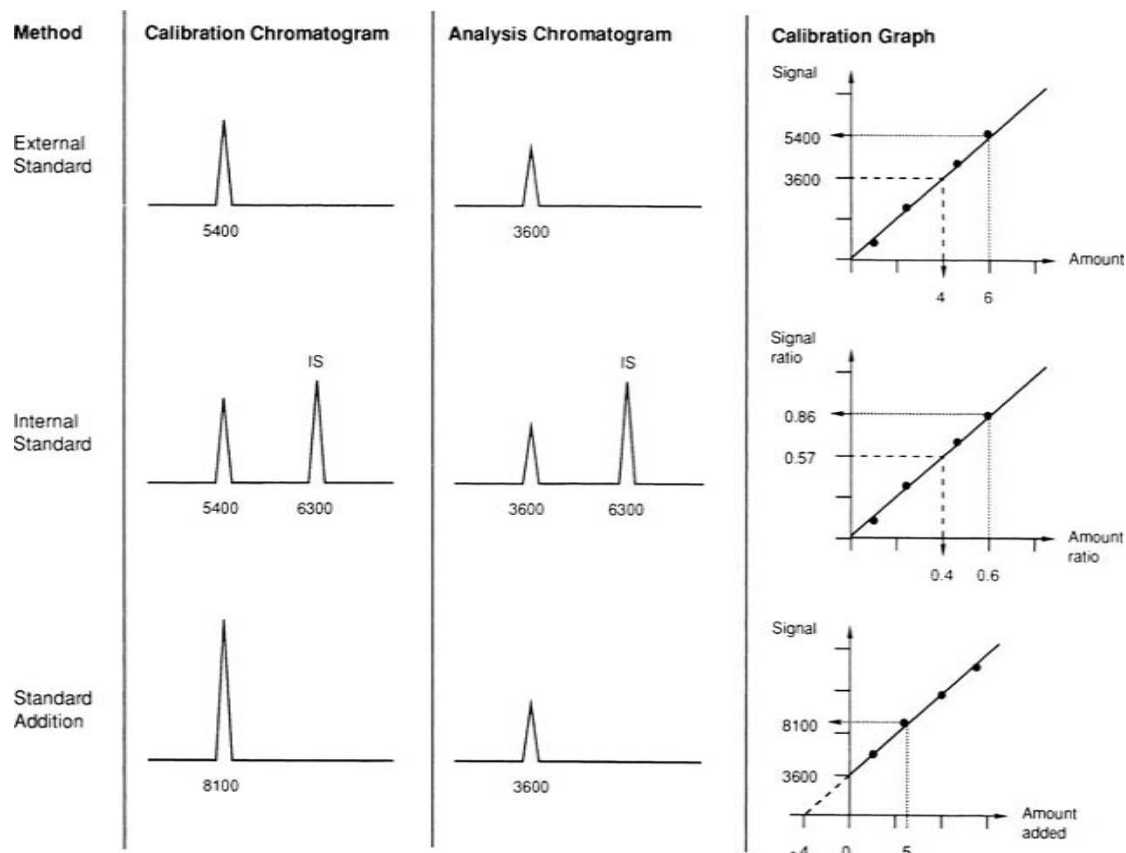 Method
Calibration Chromatogram
Analysis Chromatogram
Calibration Graph
External
Standard
5400
3600
Signal
5400
3600
Amount
4
6
Internal
Standard
IS
5400
6300
IS
3600
6300
Signal
ratio
0.86
0.57
Amount
ratio
0.4
0.6
Standard
Addition
8100
3600
Signal
8100
3600
Amount
added
-4
0
5